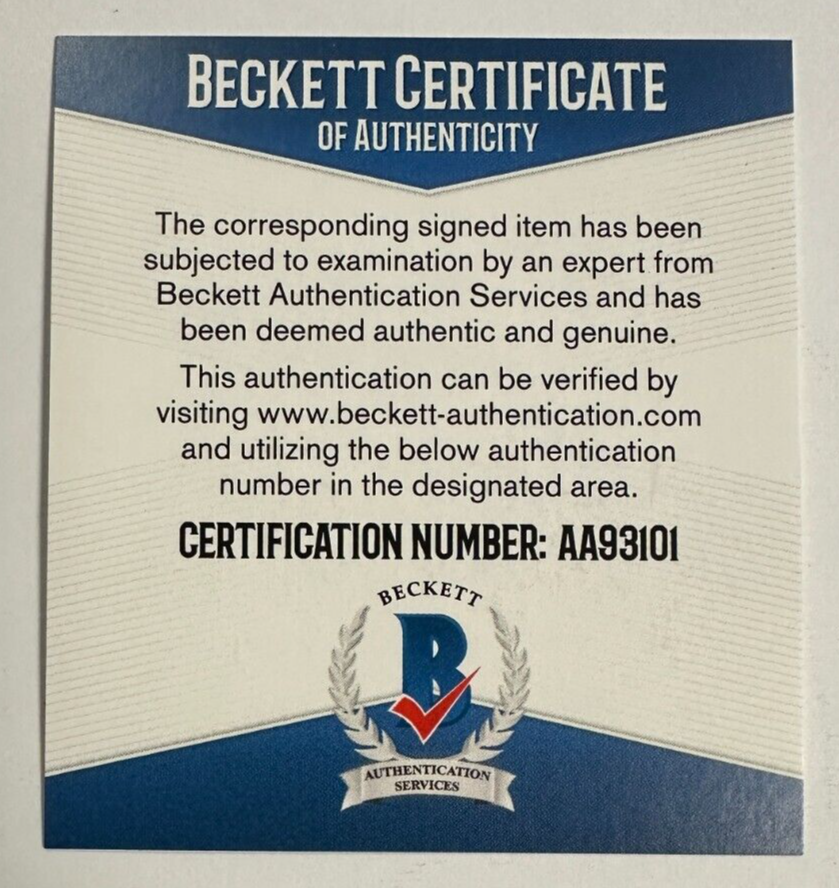 BECKETT CERTIFICATE
OF AUTHENTICITY
The corresponding signed item has been
subjected to examination by an expert from
Beckett Authentication Services and has
been deemed authentic and genuine.
This authentication can be verified by
visiting www.beckett-authentication.com
and utilizing the below authentication
number in the designated area.
CERTIFICATION NUMBER: AA93101
BECKETT
B
AUTHENTICATION
SERVICES